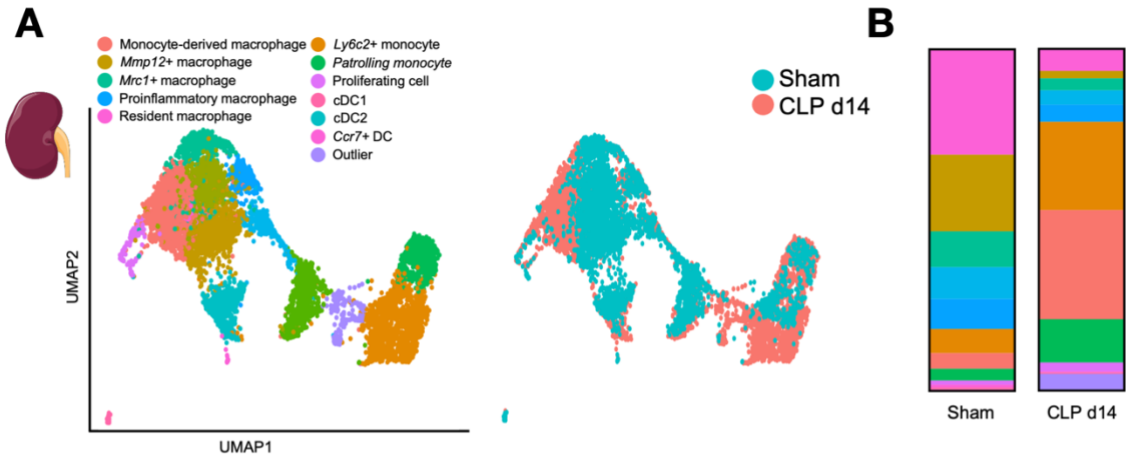 A
B
Monocyte-derived macrophage
Mmp12+ macrophage
Mrc1+ macrophage
Proinflammatory macrophage
Resident macrophage
Ly6c2+ monocyte
Patrolling monocyte
Proliferating cell
cDC1
cDC2
Ccr7+ DC
Outlier
Sham
CLP d14
UMAP2
UMAP1
Sham
CLP d14